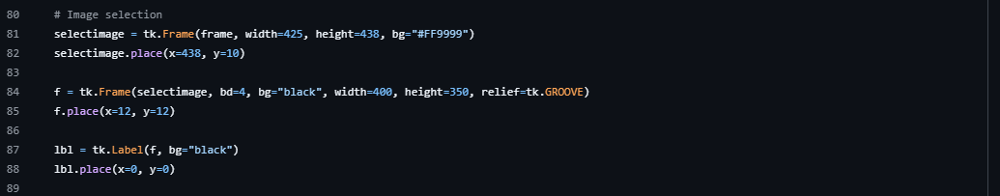 80 # Image selection
81 selectimage = tk.Frame(frame, width=425, height=438, bg="#FF9999")
82 selectimage.place(x=438, y=10)
83
84 f = tk.Frame(selectimage, bd=4, bg="black", width=400, height=350, relief=tk.GROOVE)
85 f.place(x=12, y=12)
86
87 lbl = tk.Label(f, bg="black")
88 lbl.place(x=0, y=0)
89